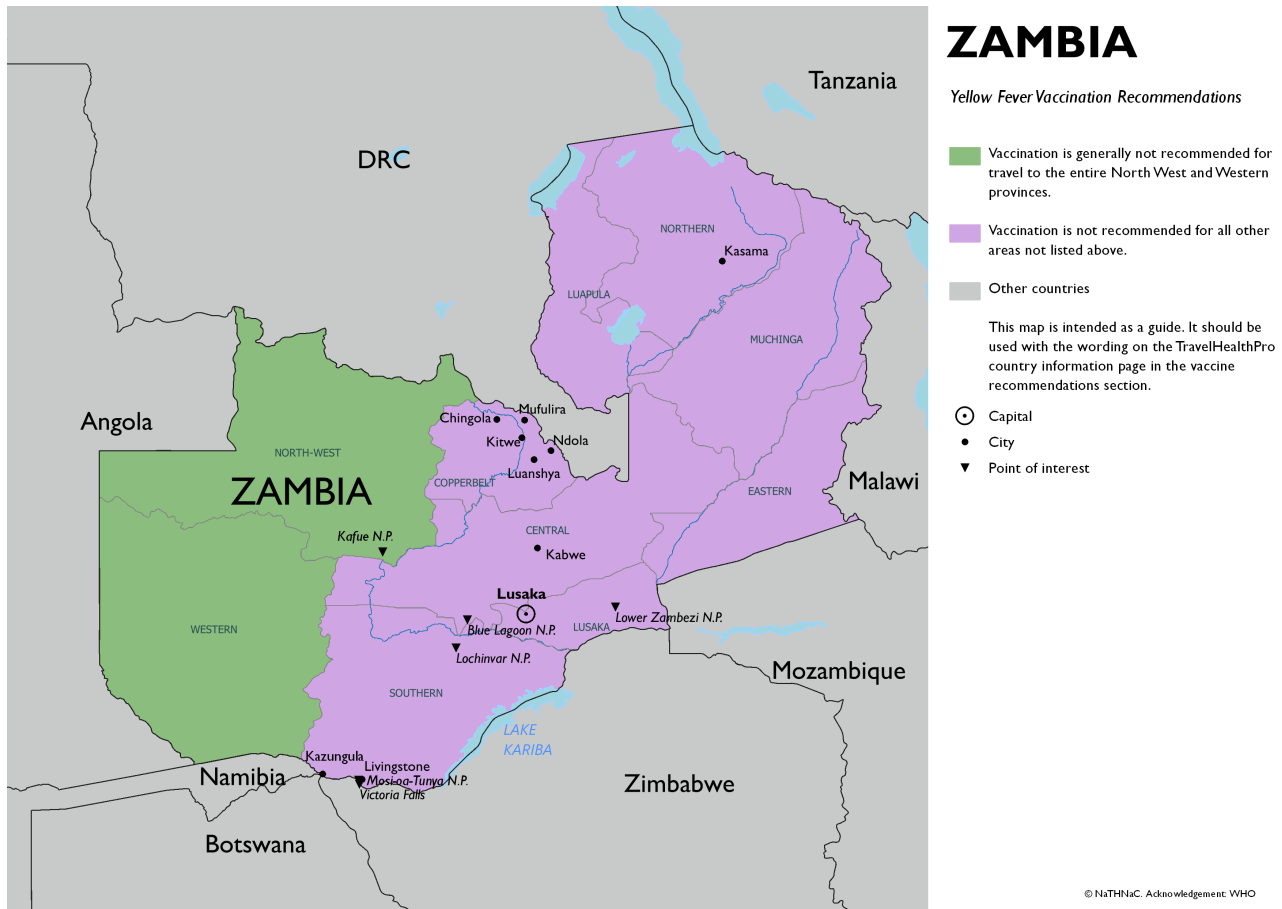 ZAMBIA
Yellow Fever Vaccination Recommendations
Vaccination is generally not recommended for
travel to the entire North West and Western
provinces.
Vaccination is not recommended for all other
areas not listed above.
Other countries
This map is intended as a guide. It should be
used with the wording on the TravelHealthPro
country information page in the vaccine
recommendations section.
Capital
City
Point of interest
Tanzania
DRC
NORTHERN
Kasama
LUAPULA
MUCHINGA
Angola
Chingola
Mufulira
Kitwe
Ndola
Luanshya
NORTH-WEST
COPPERBELT
ZAMBIA
EASTERN
Malawi
Kafue N.P.
CENTRAL
Kabwe
Lusaka
Lower Zambezi N.P.
WESTERN
Blue Lagoon N.P.
LUSAKA
Lochinvar N.P.
Mozambique
SOUTHERN
LAKE
KARIBA
Kazungula
Livingstone
Namibia
Mosi-oa-Tunya N.P.
Victoria Falls
Zimbabwe
Botswana
© NaTHNaC. Acknowledgement: WHO